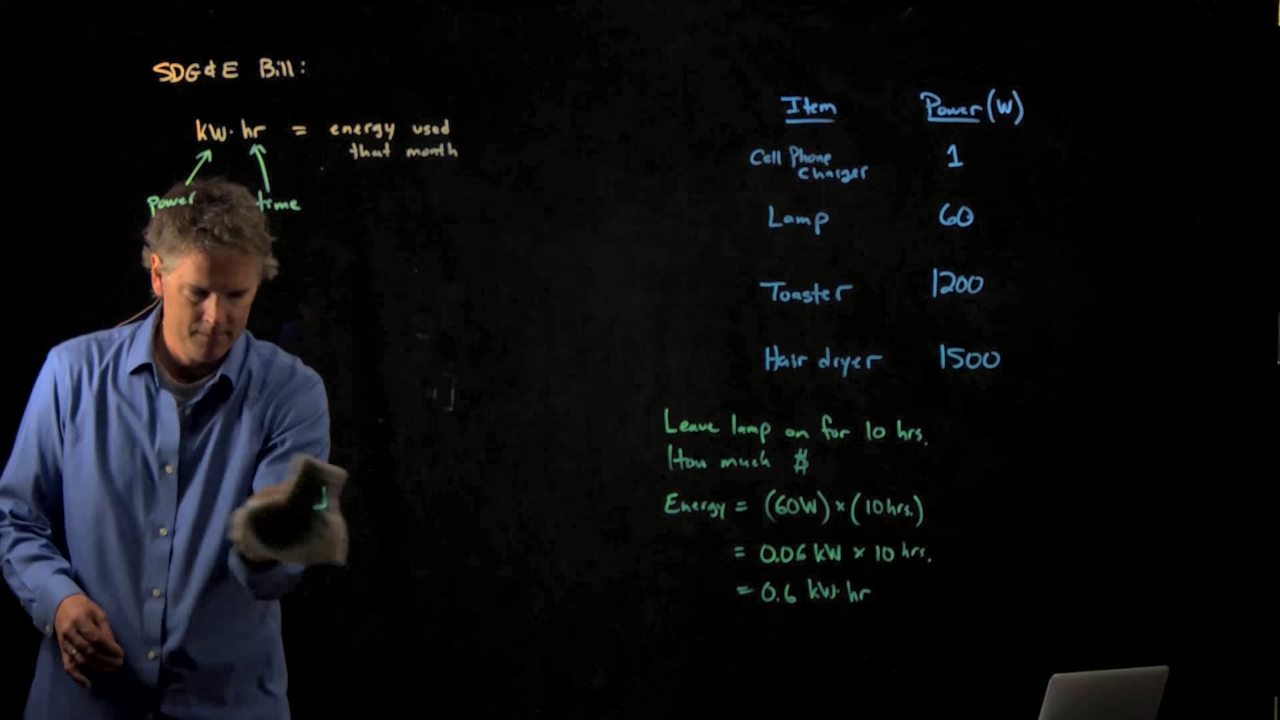 SDG&E Bill:
kW·hr = energy used
that month
power time
Item Power (W)
Cell Phone
Charger 1
Lamp 60
Toaster 1200
Hair dryer 1500
Leave lamp on for 10 hrs.
How much $
Energy = (60W)×(10hrs.)
= 0.06 kW × 10 hrs.
= 0.6 kW·hr